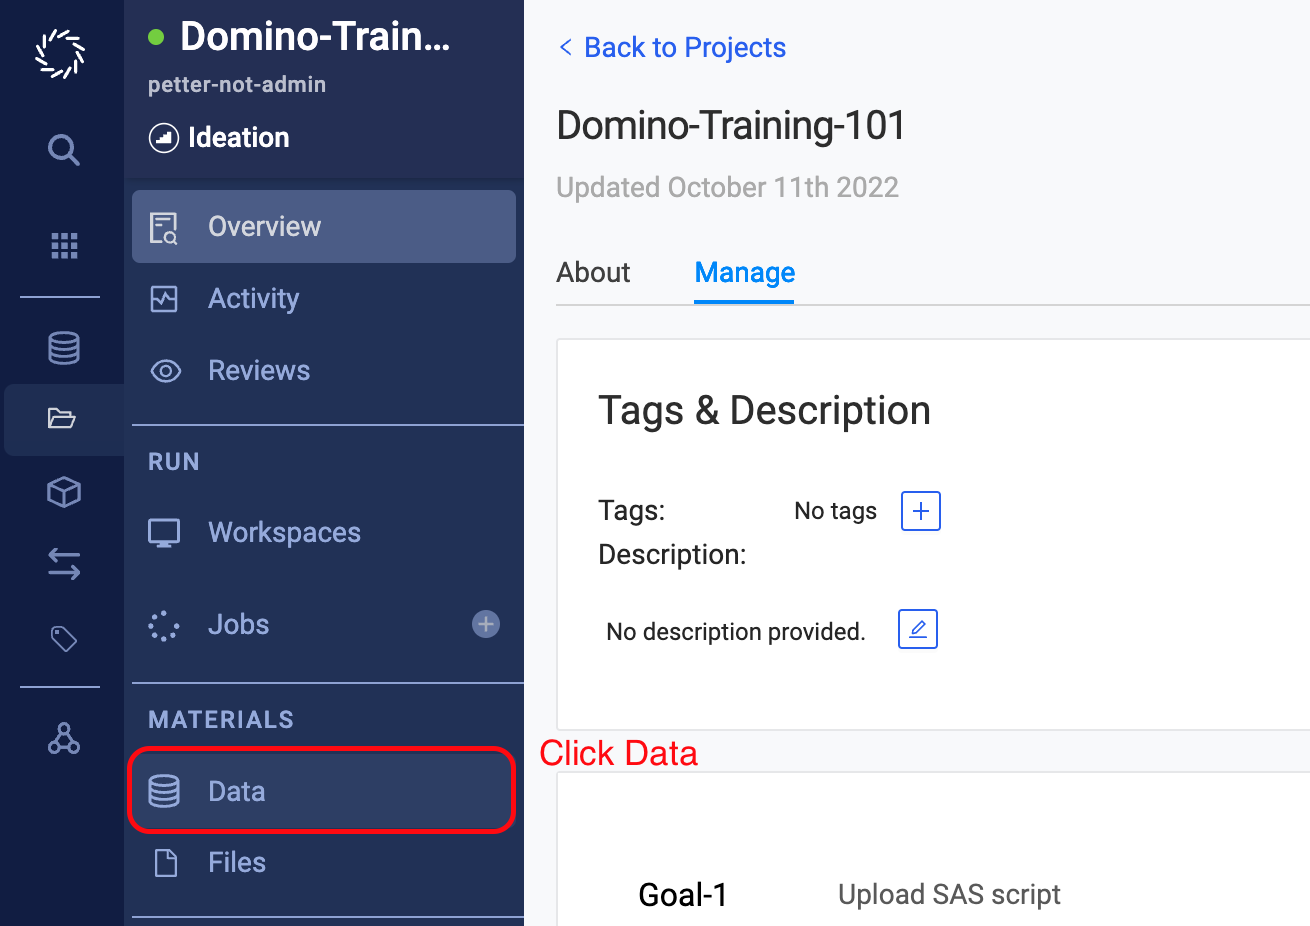 Domino-Train...
petter-not-admin
Ideation
Overview
Activity
Reviews
RUN
Workspaces
Jobs
MATERIALS
Data
Files
< Back to Projects
Domino-Training-101
Updated October 11th 2022
About Manage
Tags & Description
Tags: No tags
Description:
No description provided.
Click Data
Goal-1 Upload SAS script